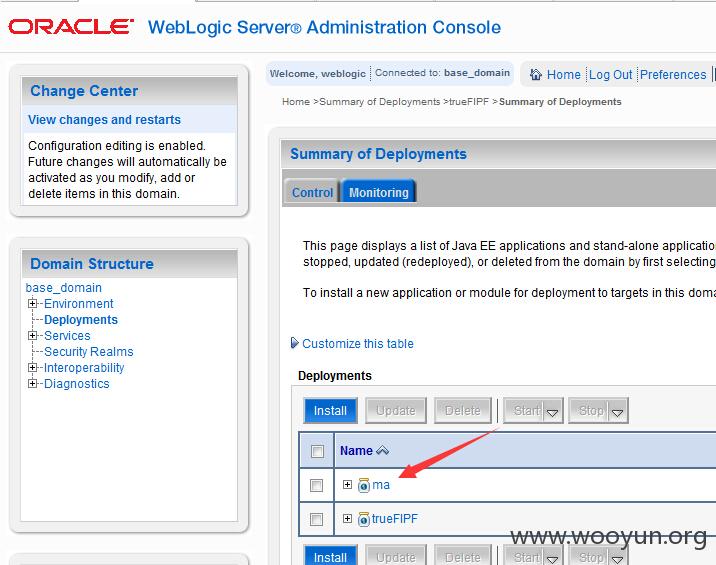 ORACLE® WebLogic Server® Administration Console
Change Center
View changes and restarts
Configuration editing is enabled.
Future changes will automatically be
activated as you modify, add or
delete items in this domain.
Domain Structure
base_domain
Environment
Deployments
Services
Security Realms
Interoperability
Diagnostics
Welcome, weblogic Connected to: base_domain Home Log Out Preferences
Home >Summary of Deployments >trueFIPF >Summary of Deployments
Summary of Deployments
Control Monitoring
This page displays a list of Java EE applications and stand-alone applicatio
stopped, updated (redeployed), or deleted from the domain by first selecting
To install a new application or module for deployment to targets in this doma
Customize this table
Deployments
Install Update Delete Start Stop
Name
ma
trueFIPF
Install Update Delete Start Stop
www.wooyun.org